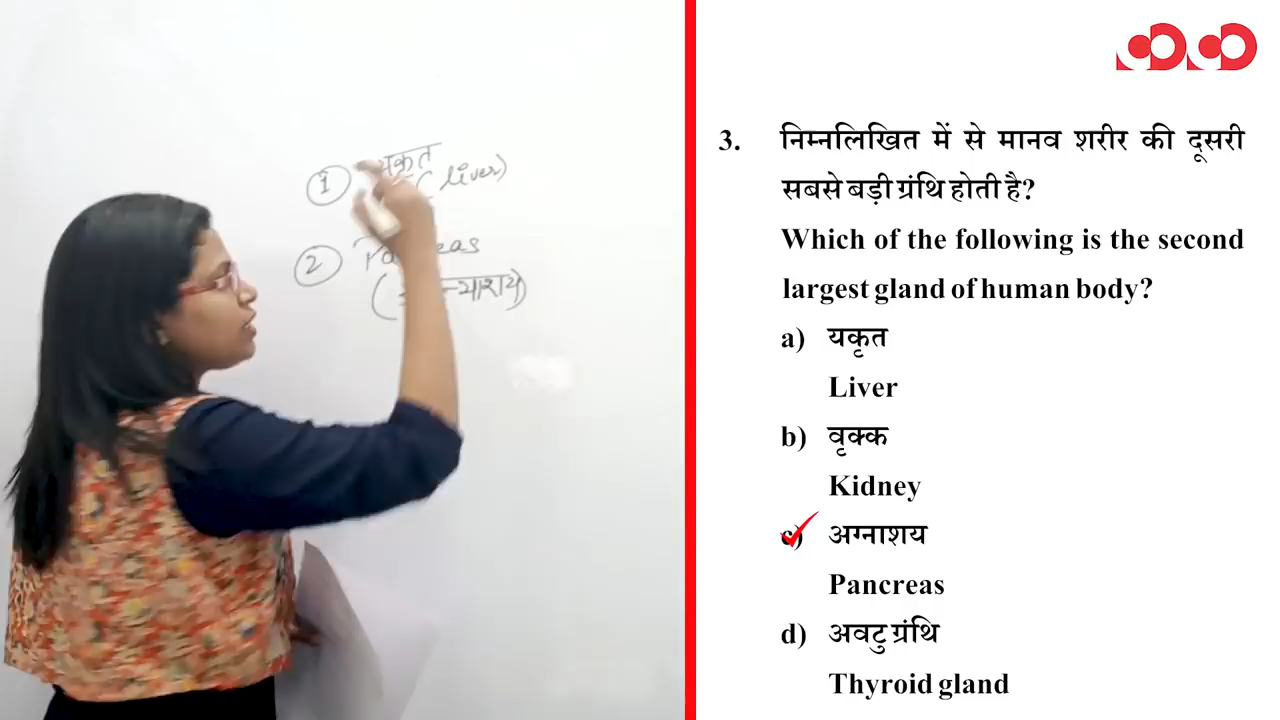 ① यकृत
(liver)
②
3. निम्नलिखित में से मानव शरीर की दूसरी
सबसे बड़ी ग्रंथि होती है?
Which of the following is the second
largest gland of human body?
a) यकृत
Liver
b) वृक्क
Kidney
c) अग्नाशय
Pancreas
d) अवटु ग्रंथि
Thyroid gland